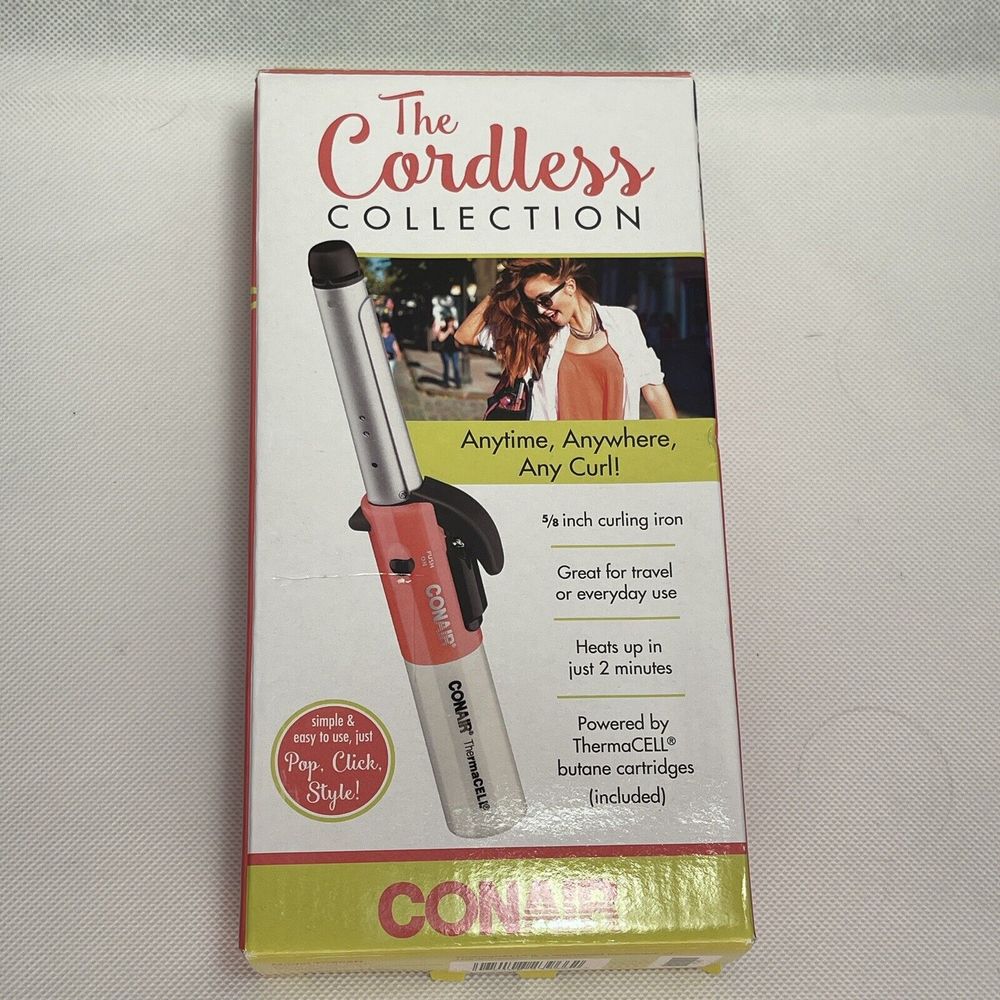 The
Cordless
COLLECTION
Anytime, Anywhere,
Any Curl!
5/8 inch curling iron
Great for travel
or everyday use
Heats up in
just 2 minutes
Powered by
ThermaCELL®
butane cartridges
(included)
PUSH
ON
CONAIR®
CONAIR® ThermaCELL®
simple &
easy to use, just
Pop, Click,
Style!
CONAIR